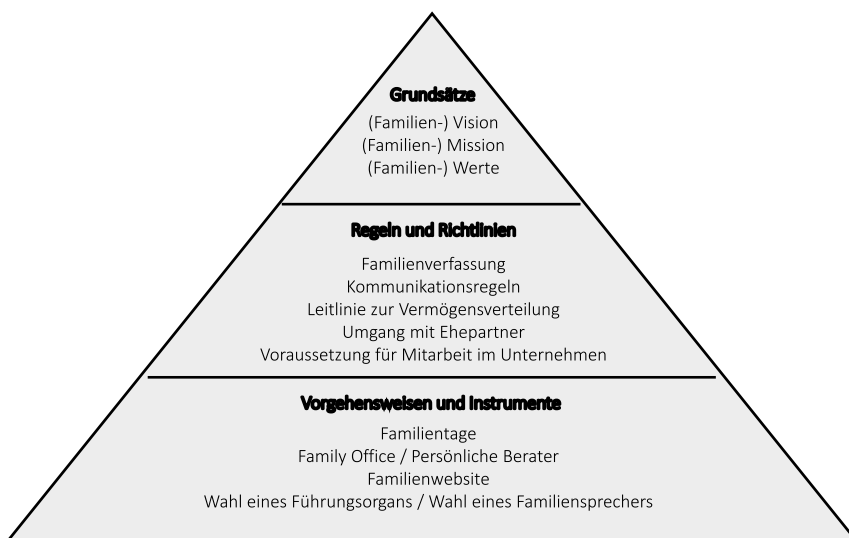 Grundsätze
(Familien-) Vision
(Familien-) Mission
(Familien-) Werte
Regeln und Richtlinien
Familienverfassung
Kommunikationsregeln
Leitlinie zur Vermögensverteilung
Umgang mit Ehepartner
Voraussetzung für Mitarbeit im Unternehmen
Vorgehensweisen und Instrumente
Familientage
Family Office / Persönliche Berater
Familienwebsite
Wahl eines Führungsorgans / Wahl eines Familiensprechers